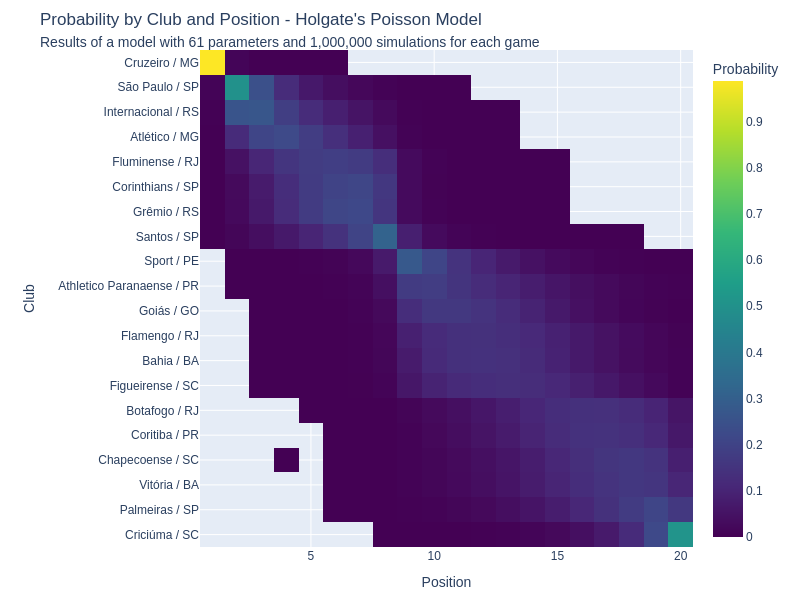 Probability by Club and Position - Holgate's Poisson Model
Results of a model with 61 parameters and 1,000,000 simulations for each game
Probability
Club
Cruzeiro / MG
São Paulo / SP
Internacional / RS
Atlético / MG
Fluminense / RJ
Corinthians / SP
Grêmio / RS
Santos / SP
Sport / PE
Athletico Paranaense / PR
Goiás / GO
Flamengo / RJ
Bahia / BA
Figueirense / SC
Botafogo / RJ
Coritiba / PR
Chapecoense / SC
Vitória / BA
Palmeiras / SP
Criciúma / SC
0.9
0.8
0.7
0.6
0.5
0.4
0.3
0.2
0.1
0
5 10 15 20
Position